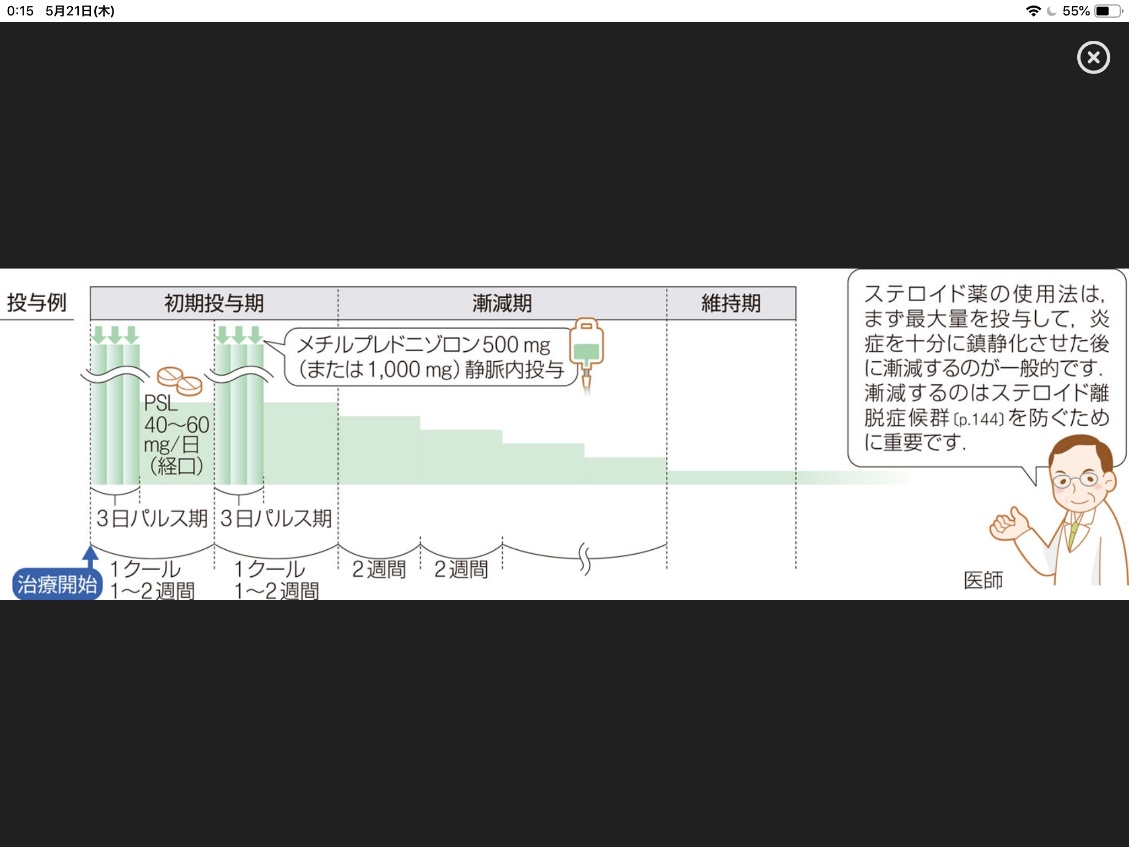 0:15 5月21日(木)
55%
投与例
初期投与期
漸減期
維持期
メチルプレドニゾロン500 mg
（または1,000 mg）静脈内投与
PSL
40〜60
mg/日
（経口）
3日パルス期
3日パルス期
治療開始
1クール
1〜2週間
1クール
1〜2週間
2週間
2週間
ステロイド薬の使用法は，
まず最大量を投与して，炎
症を十分に鎮静化させた後
に漸減するのが一般的です．
漸減するのはステロイド離
脱症候群〔p.144〕を防ぐため
に重要です．
医師